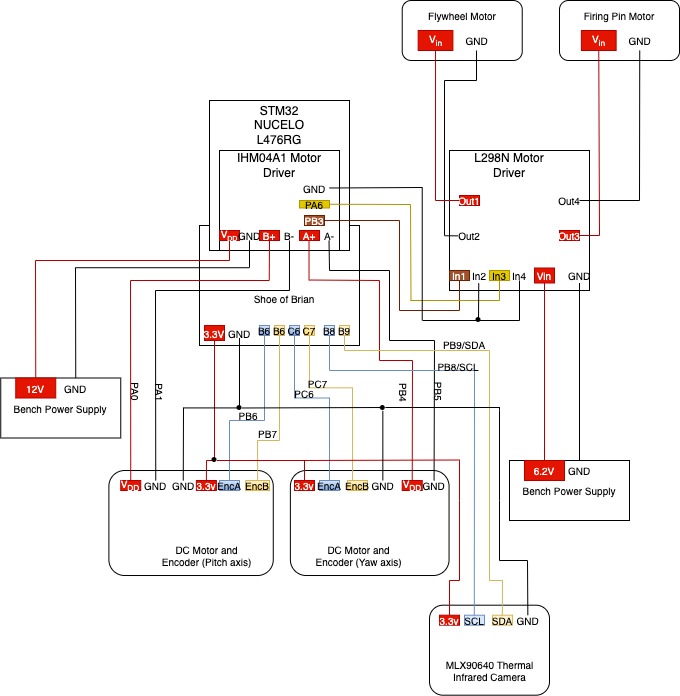 Flywheel Motor
Vin
GND
Firing Pin Motor
Vin
GND
STM32
NUCELO
L476RG
IHM04A1 Motor
Driver
GND
PA6
PB3
VDD
GND
B+
B-
A+
A-
L298N Motor
Driver
Out1
Out4
Out2
Out3
In1
In2
In3
In4
Vin
GND
Shoe of Brian
3.3V
GND
B6
B6
C6
C7
B8
B9
PB9/SDA
PB8/SCL
12V
GND
Bench Power Supply
PA0
PA1
PC7
PC6
PB4
PB5
PB6
PB7
6.2V
GND
Bench Power Supply
VDD
GND
GND
3.3v
EncA
EncB
DC Motor and
Encoder (Pitch axis)
3.3v
EncA
EncB
GND
VDD
GND
DC Motor and
Encoder (Yaw axis)
3.3v
SCL
SDA
GND
MLX90640 Thermal
Infrared Camera